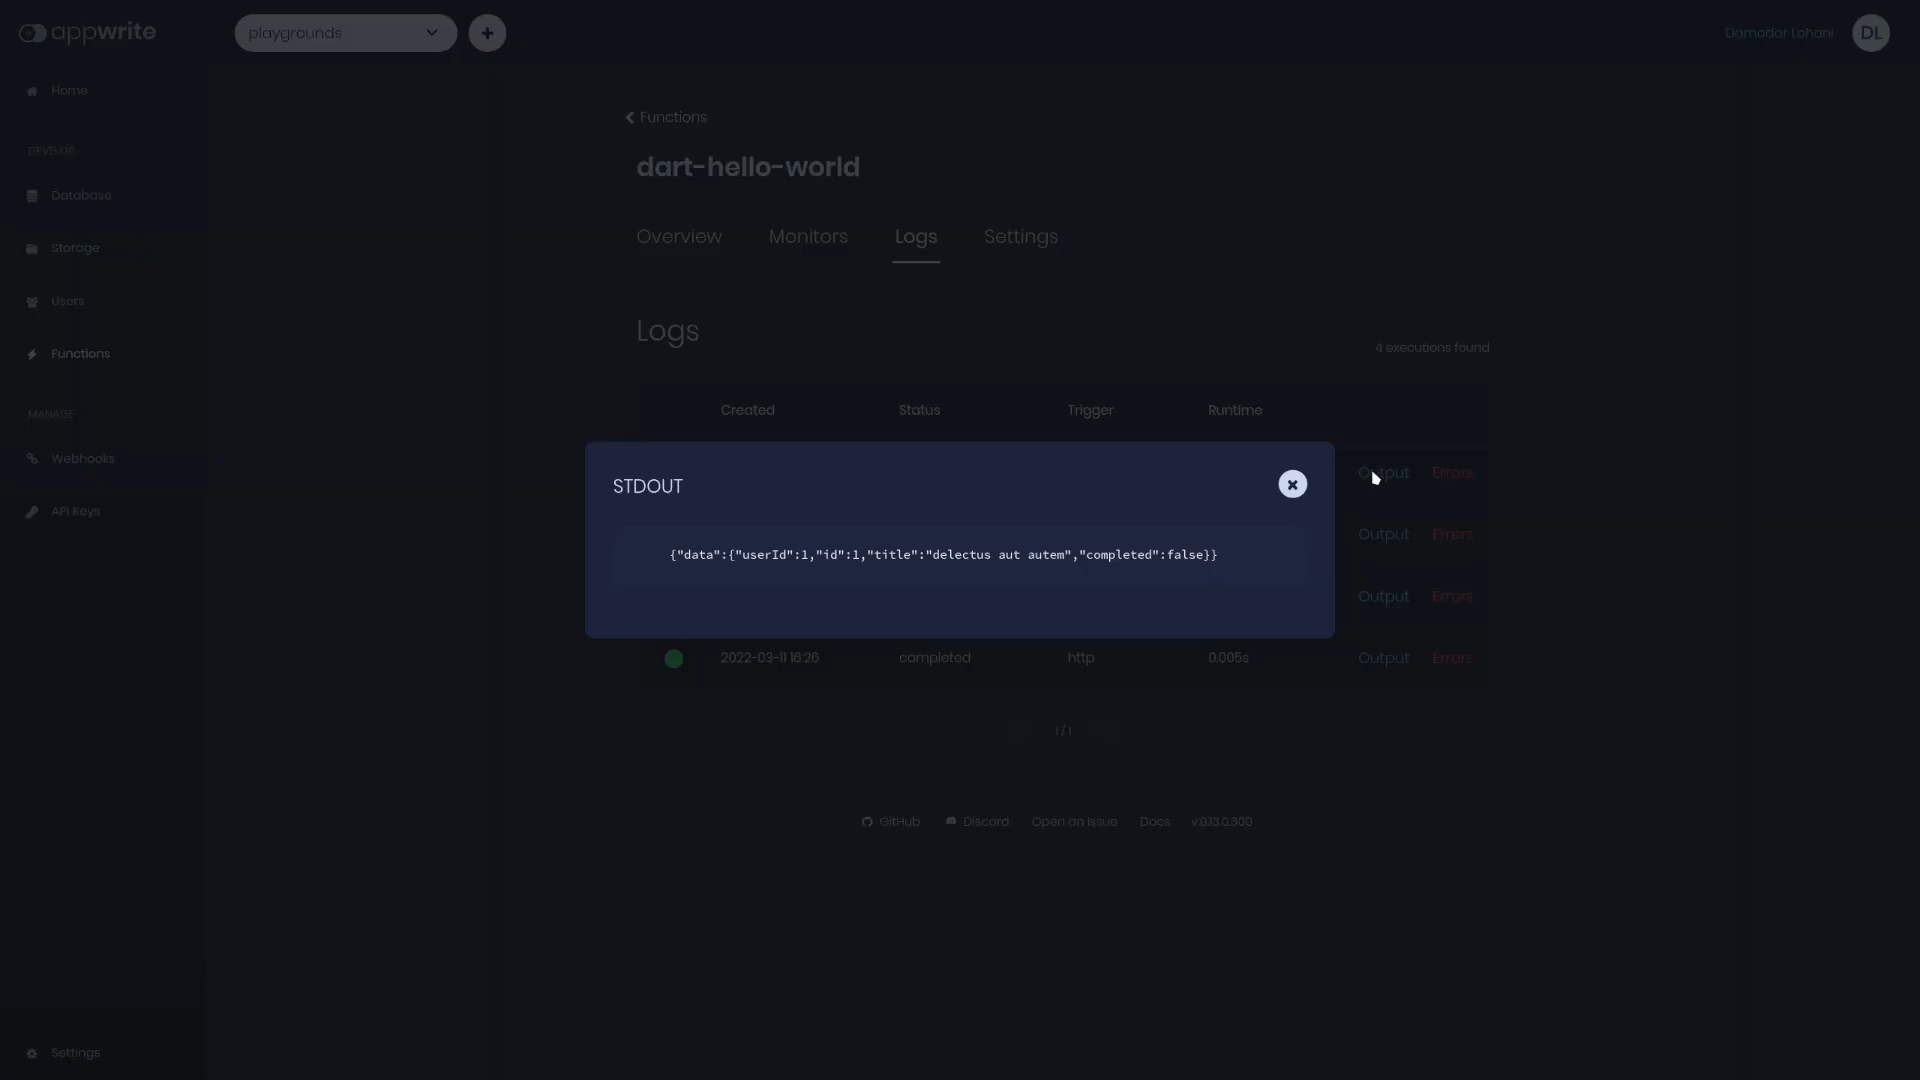 appwrite
playgrounds
Damodar Lohani
DL
Home
DEVELOP
Database
Storage
Users
Functions
MANAGE
Webhooks
API Keys
Settings
Functions
dart-hello-world
Overview Monitors Logs Settings
Logs
4 executions found
Created Status Trigger Runtime
Output Errors
STDOUT
{"data":{"userId":1,"id":1,"title":"delectus aut autem","completed":false}}
Output Errors
Output Errors
2022-03-11 16:26 completed http 0.005s Output Errors
1 / 1
GitHub Discord Open an Issue Docs v:0.13.0.300